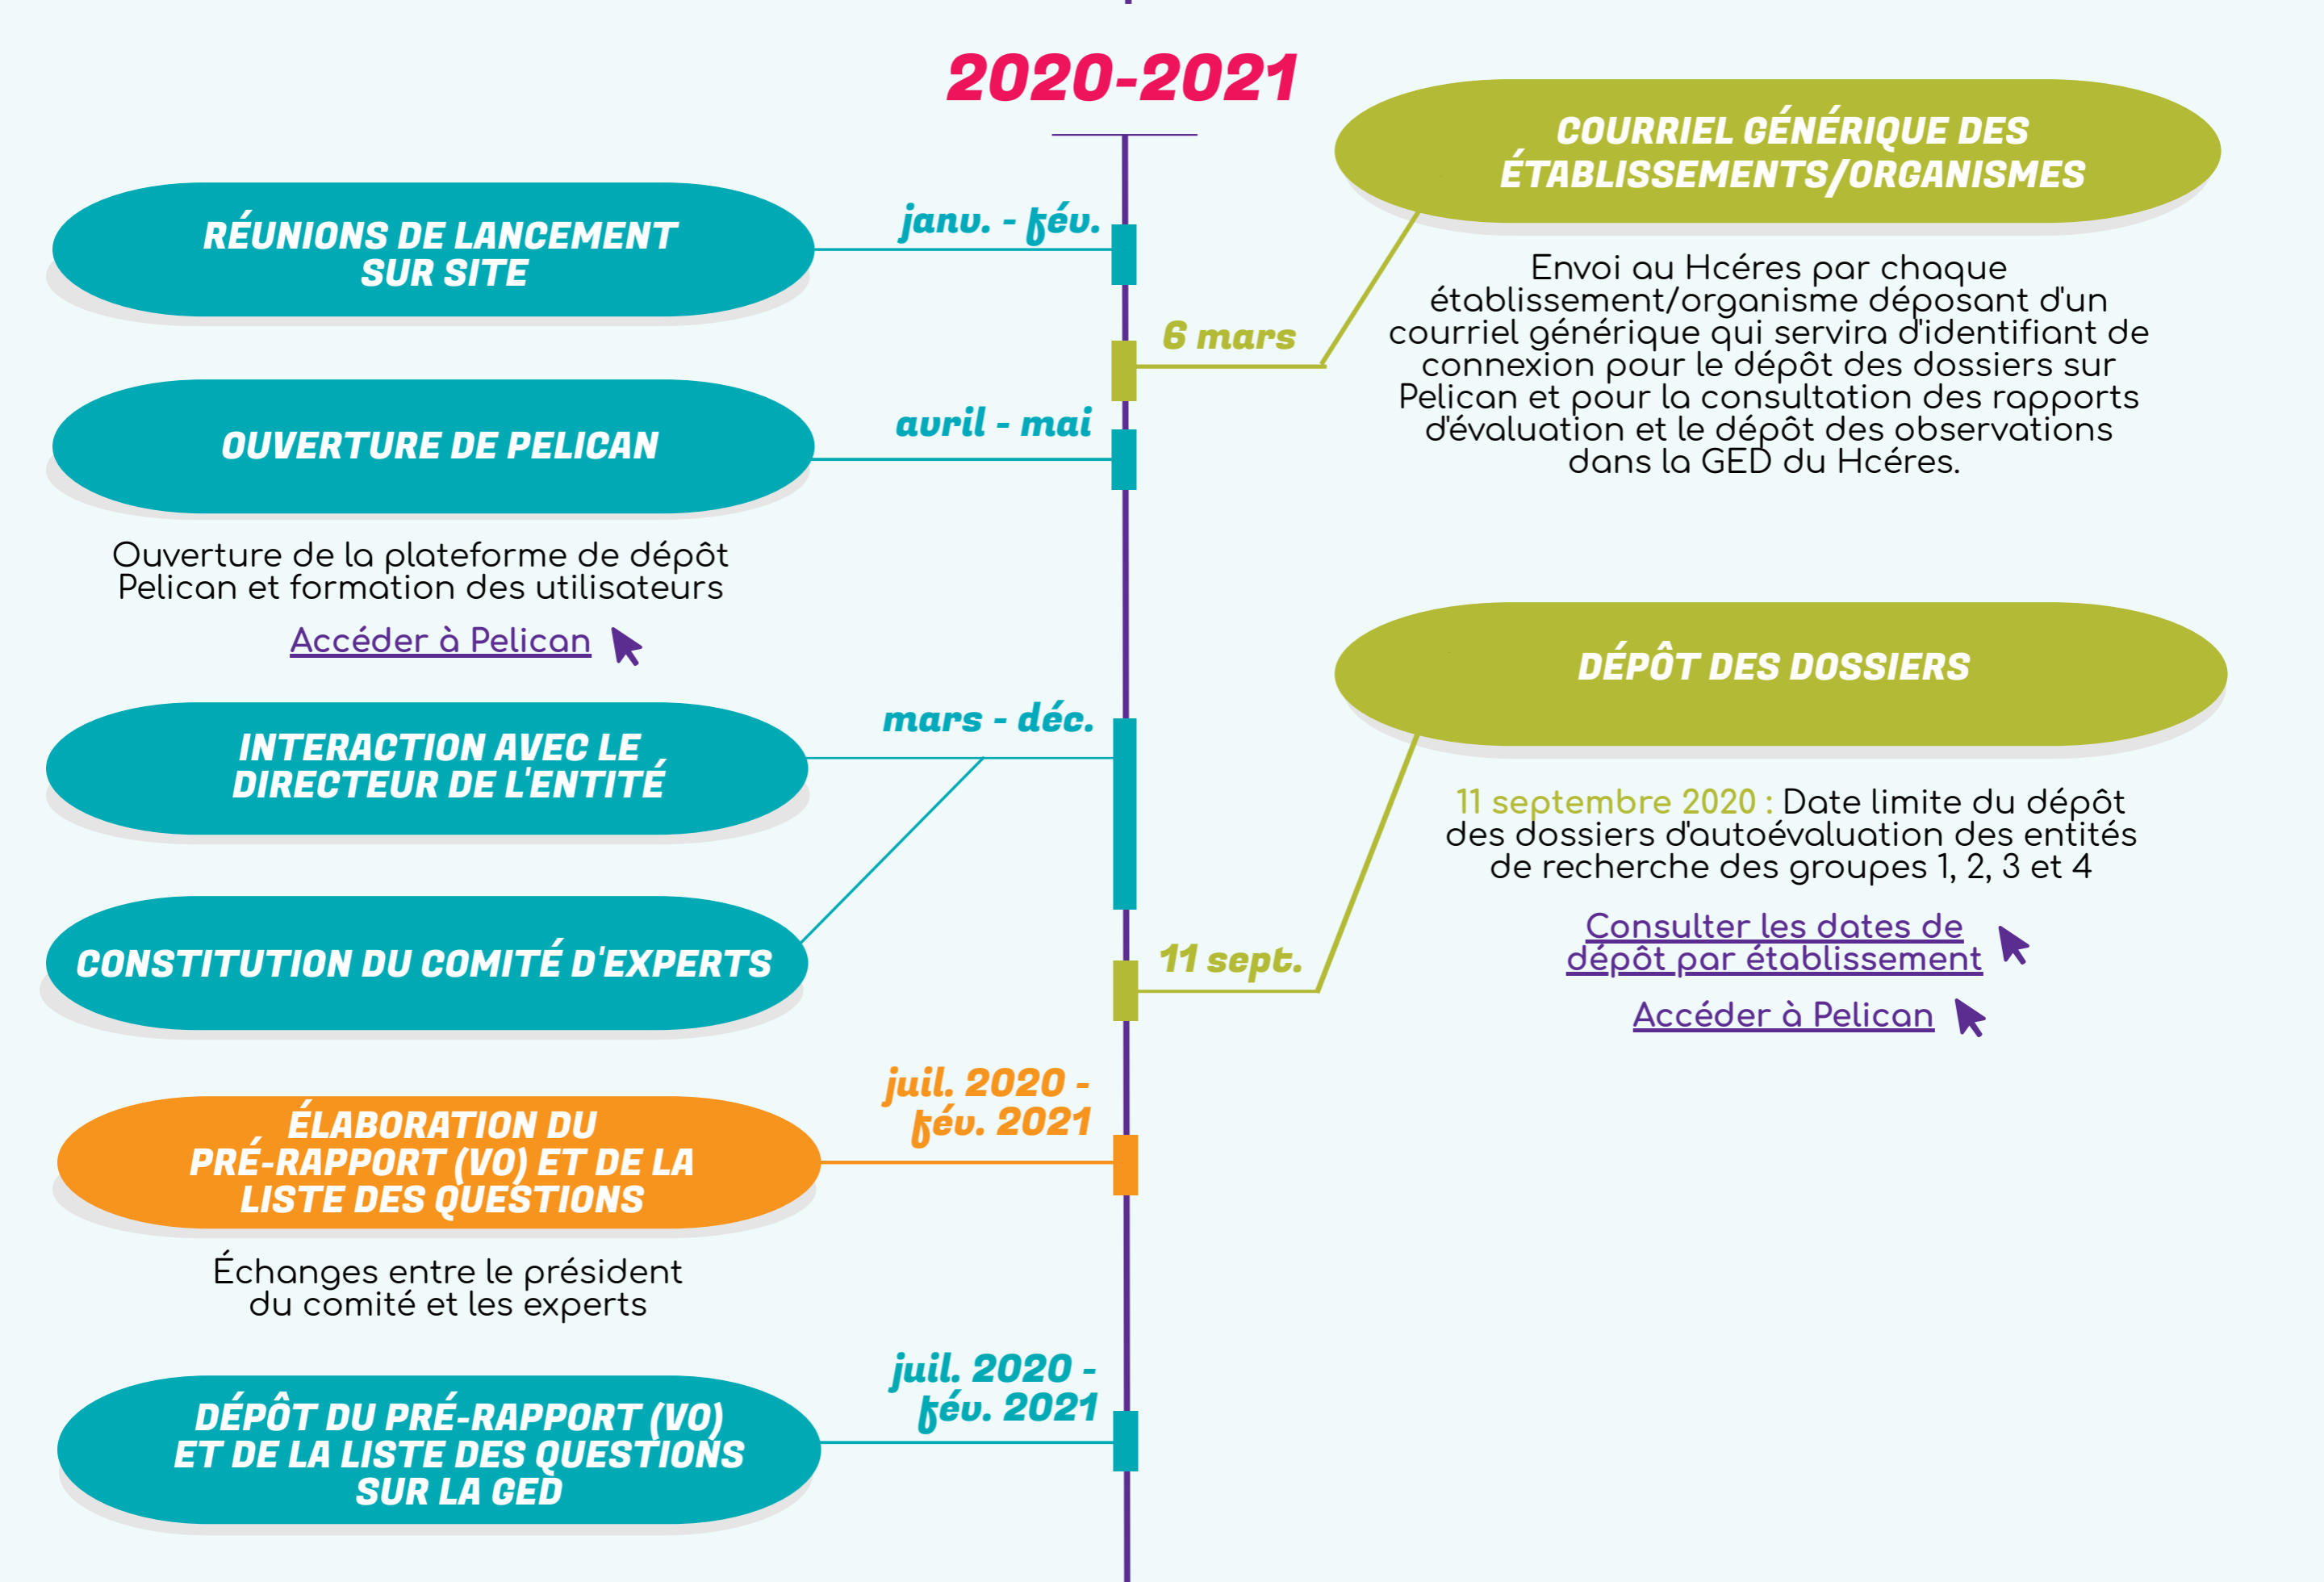 2020-2021
janv. - fév.
RÉUNIONS DE LANCEMENT
SUR SITE
COURRIEL GÉNÉRIQUE DES
ÉTABLISSEMENTS/ORGANISMES
6 mars
Envoi au Hcéres par chaque
établissement/organisme déposant d'un
courriel générique qui servira d'identifiant de
connexion pour le dépôt des dossiers sur
Pelican et pour la consultation des rapports
d'évaluation et le dépôt des observations
dans la GED du Hcéres.
avril - mai
OUVERTURE DE PELICAN
Ouverture de la plateforme de dépôt
Pelican et formation des utilisateurs
Accéder à Pelican
mars - déc.
INTERACTION AVEC LE
DIRECTEUR DE L'ENTITÉ
CONSTITUTION DU COMITÉ D'EXPERTS
DÉPÔT DES DOSSIERS
11 sept.
11 septembre 2020 : Date limite du dépôt
des dossiers d'autoévaluation des entités
de recherche des groupes 1, 2, 3 et 4
Consulter les dates de
dépôt par établissement
Accéder à Pelican
juil. 2020 -
fév. 2021
ÉLABORATION DU
PRÉ-RAPPORT (VO) ET DE LA
LISTE DES QUESTIONS
Échanges entre le président
du comité et les experts
juil. 2020 -
fév. 2021
DÉPÔT DU PRÉ-RAPPORT (VO)
ET DE LA LISTE DES QUESTIONS
SUR LA GED